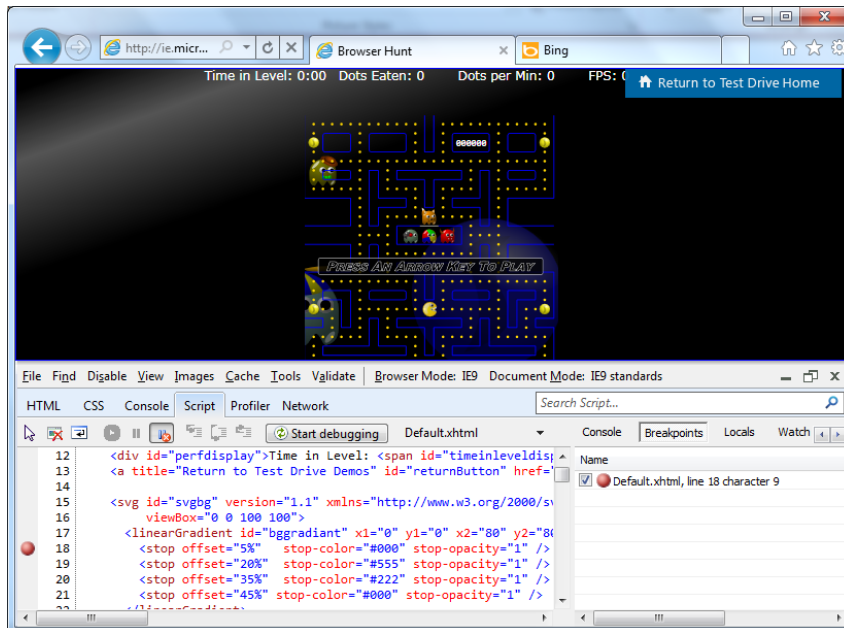 http://ie.micr...
Browser Hunt
Bing
Time in Level: 0:00 Dots Eaten: 0 Dots per Min: 0 FPS: 0
Return to Test Drive Home
000000
PRESS AN ARROW KEY TO PLAY
File Find Disable View Images Cache Tools Validate Browser Mode: IE9 Document Mode: IE9 standards
HTML CSS Console Script Profiler Network Search Script...
Start debugging Default.xhtml Console Breakpoints Locals Watch
Name
Default.xhtml, line 18 character 9
12 <div id="perfdisplay">Time in Level: <span id="timeinleveldisp
13 <a title="Return to Test Drive Demos" id="returnButton" href="
14
15 <svg id="svgbg" version="1.1" xmlns="http://www.w3.org/2000/sv
16 viewBox="0 0 100 100">
17 <linearGradient id="bggradiant" x1="0" y1="0" x2="80" y2="80
18 <stop offset="5%" stop-color="#000" stop-opacity="1" />
19 <stop offset="20%" stop-color="#555" stop-opacity="1" />
20 <stop offset="35%" stop-color="#222" stop-opacity="1" />
21 <stop offset="45%" stop-color="#000" stop-opacity="1" />
22 </linearGradient>